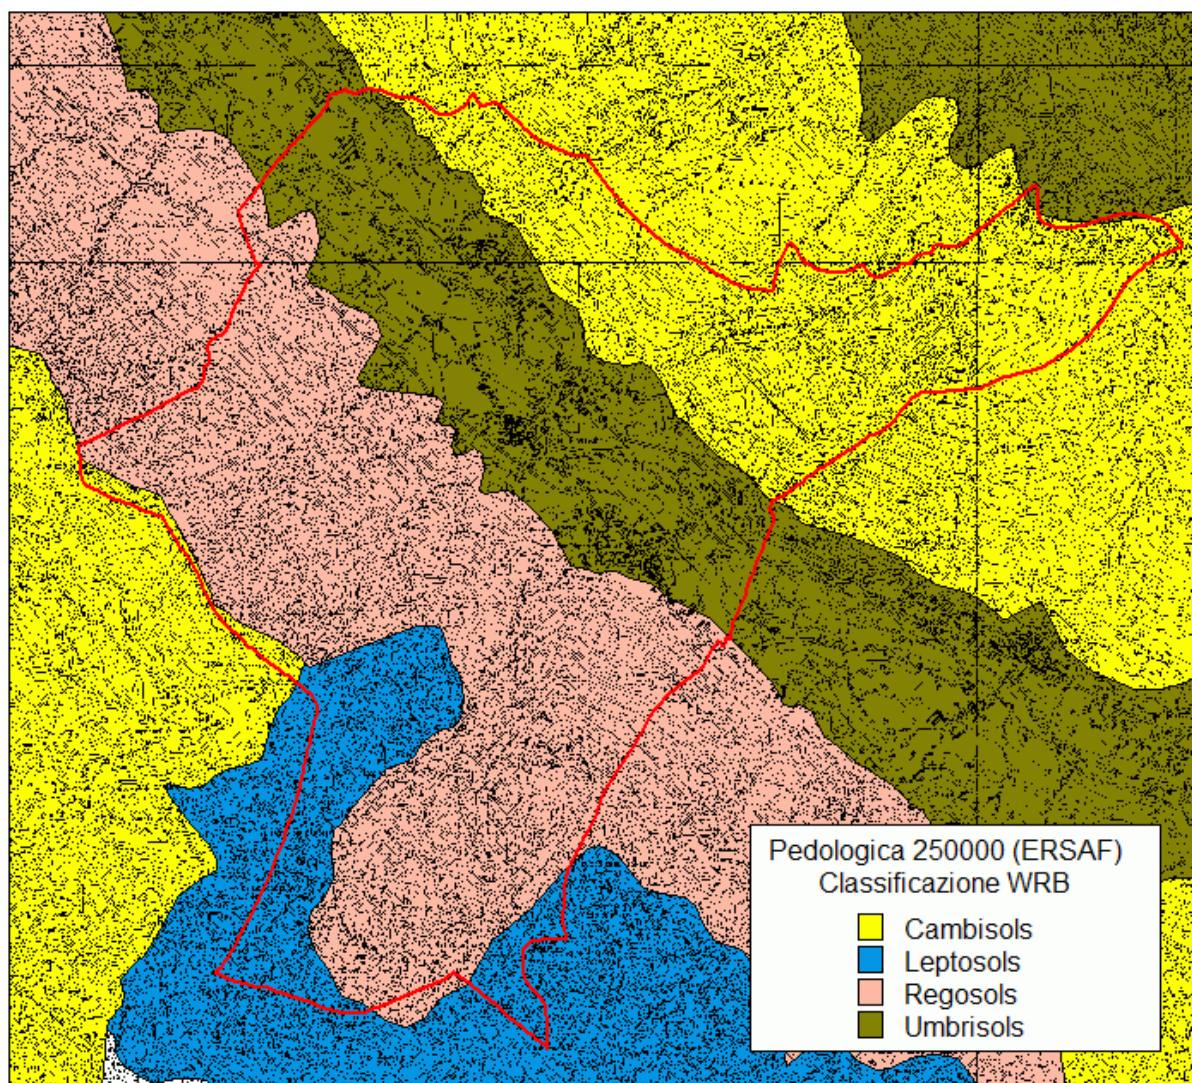 Pedologica 250000 (ERSAF)
Classificazione WRB
Cambisols
Leptosols
Regosols
Umbrisols